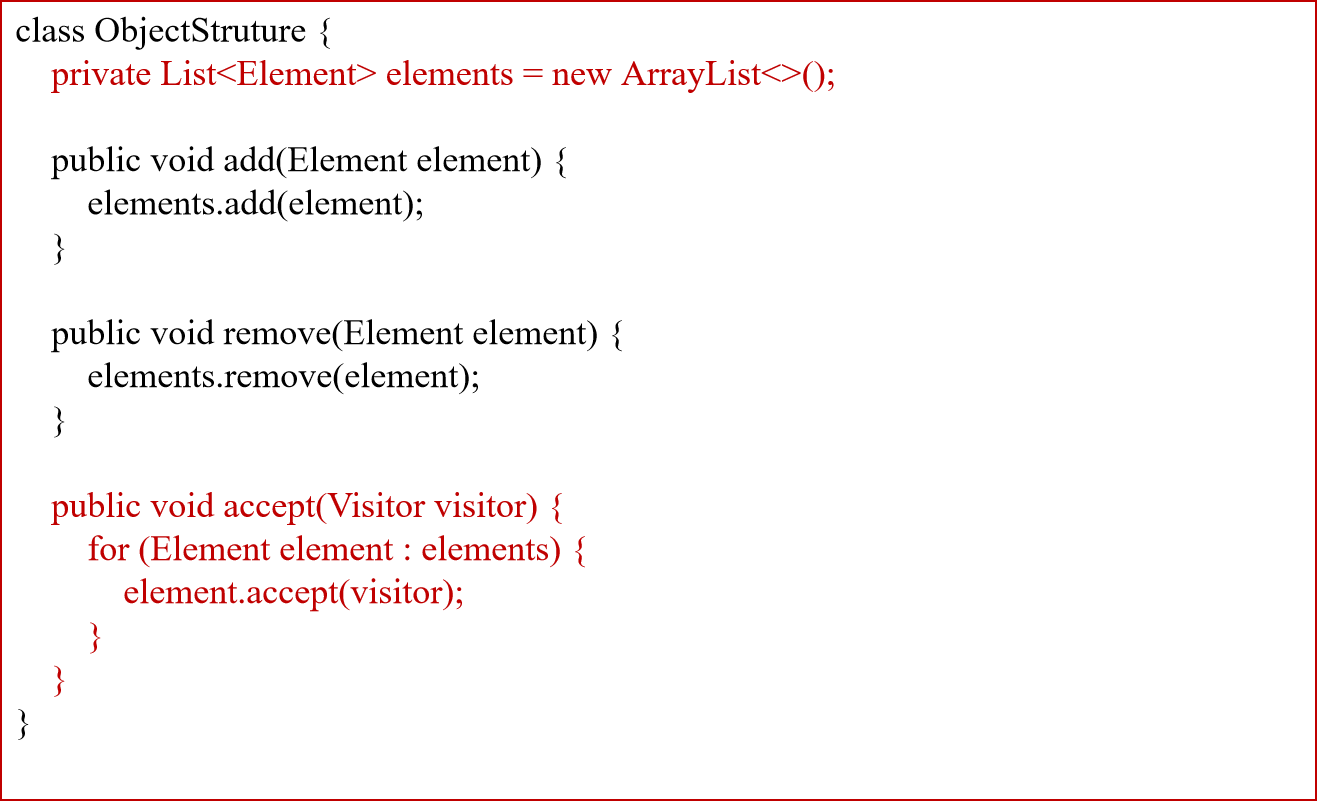 class ObjectStruture {
private List<Element> elements = new ArrayList<>();
public void add(Element element) {
elements.add(element);
}
public void remove(Element element) {
elements.remove(element);
}
public void accept(Visitor visitor) {
for (Element element : elements) {
element.accept(visitor);
}
}
}